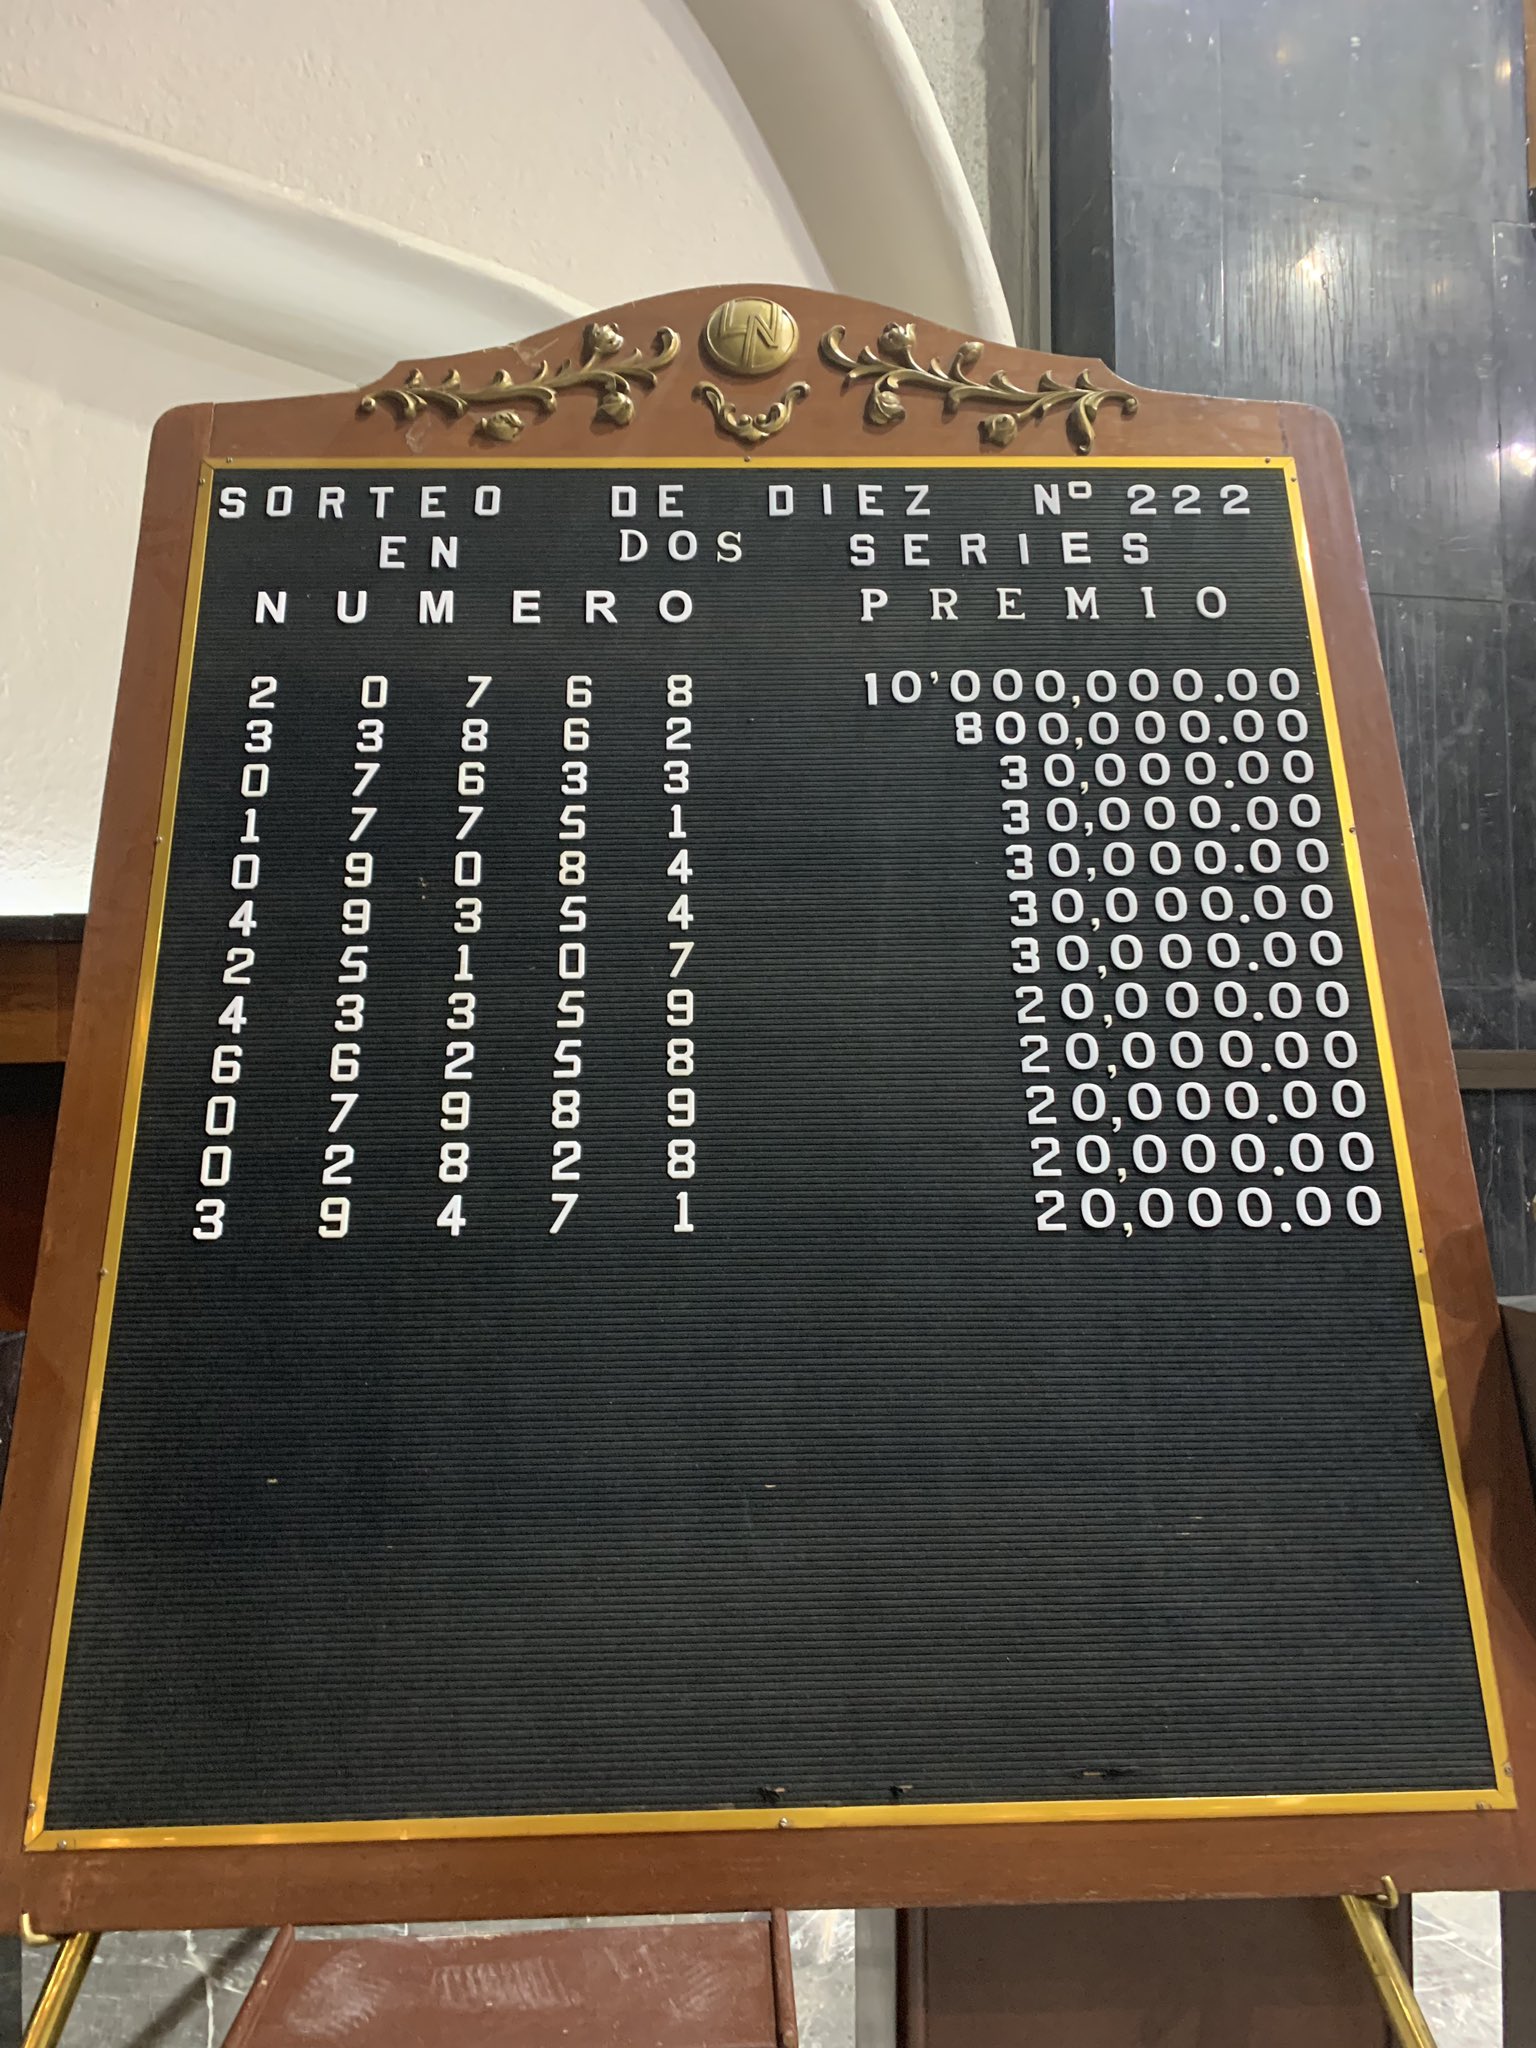 LN
SORTEO DE DIEZ Nº 222
EN DOS SERIES
NUMERO PREMIO
2 0 7 6 8 10'000,000.00
3 3 8 6 2 800,000.00
0 7 6 3 3 30,000.00
1 7 7 5 1 30,000.00
0 9 0 8 4 30,000.00
4 9 3 5 4 30,000.00
2 5 1 0 7 30,000.00
4 3 3 5 9 20,000.00
6 6 2 5 8 20,000.00
0 7 9 8 9 20,000.00
0 2 8 2 8 20,000.00
3 9 4 7 1 20,000.00